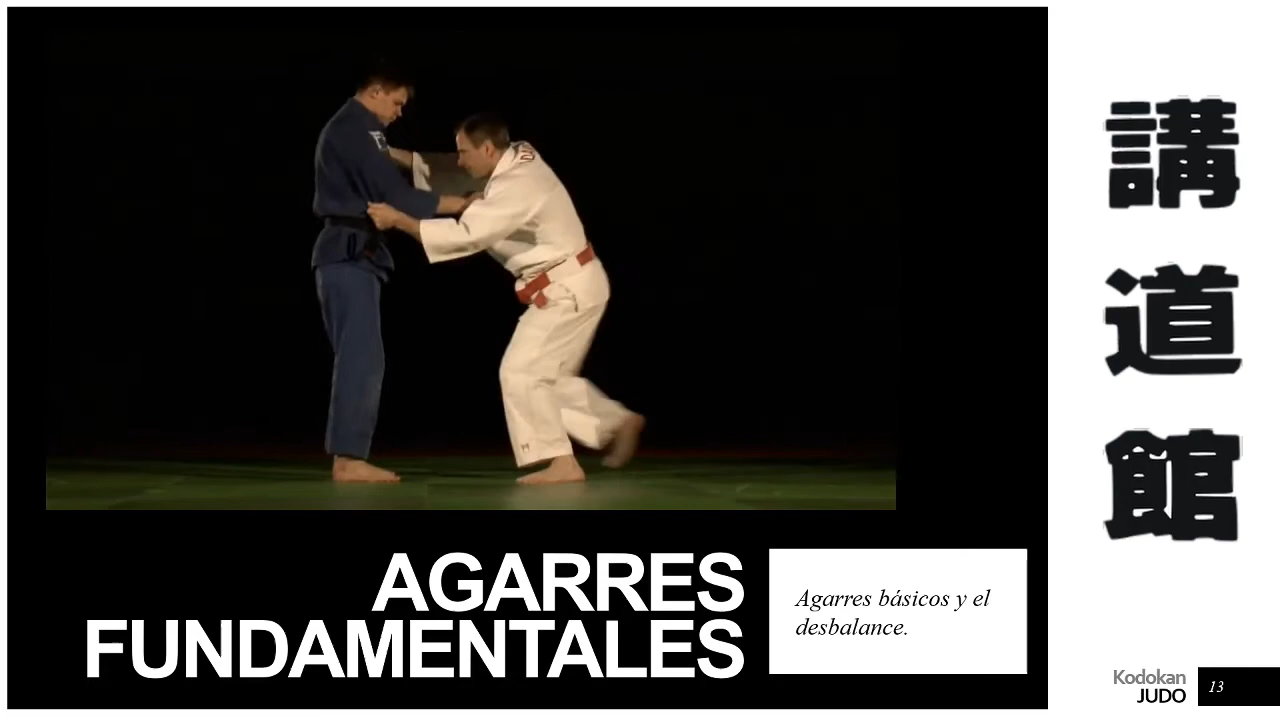 AGARRES
FUNDAMENTALES
Agarres básicos y el
desbalance.
講
道
館
Kodokan
JUDO
13